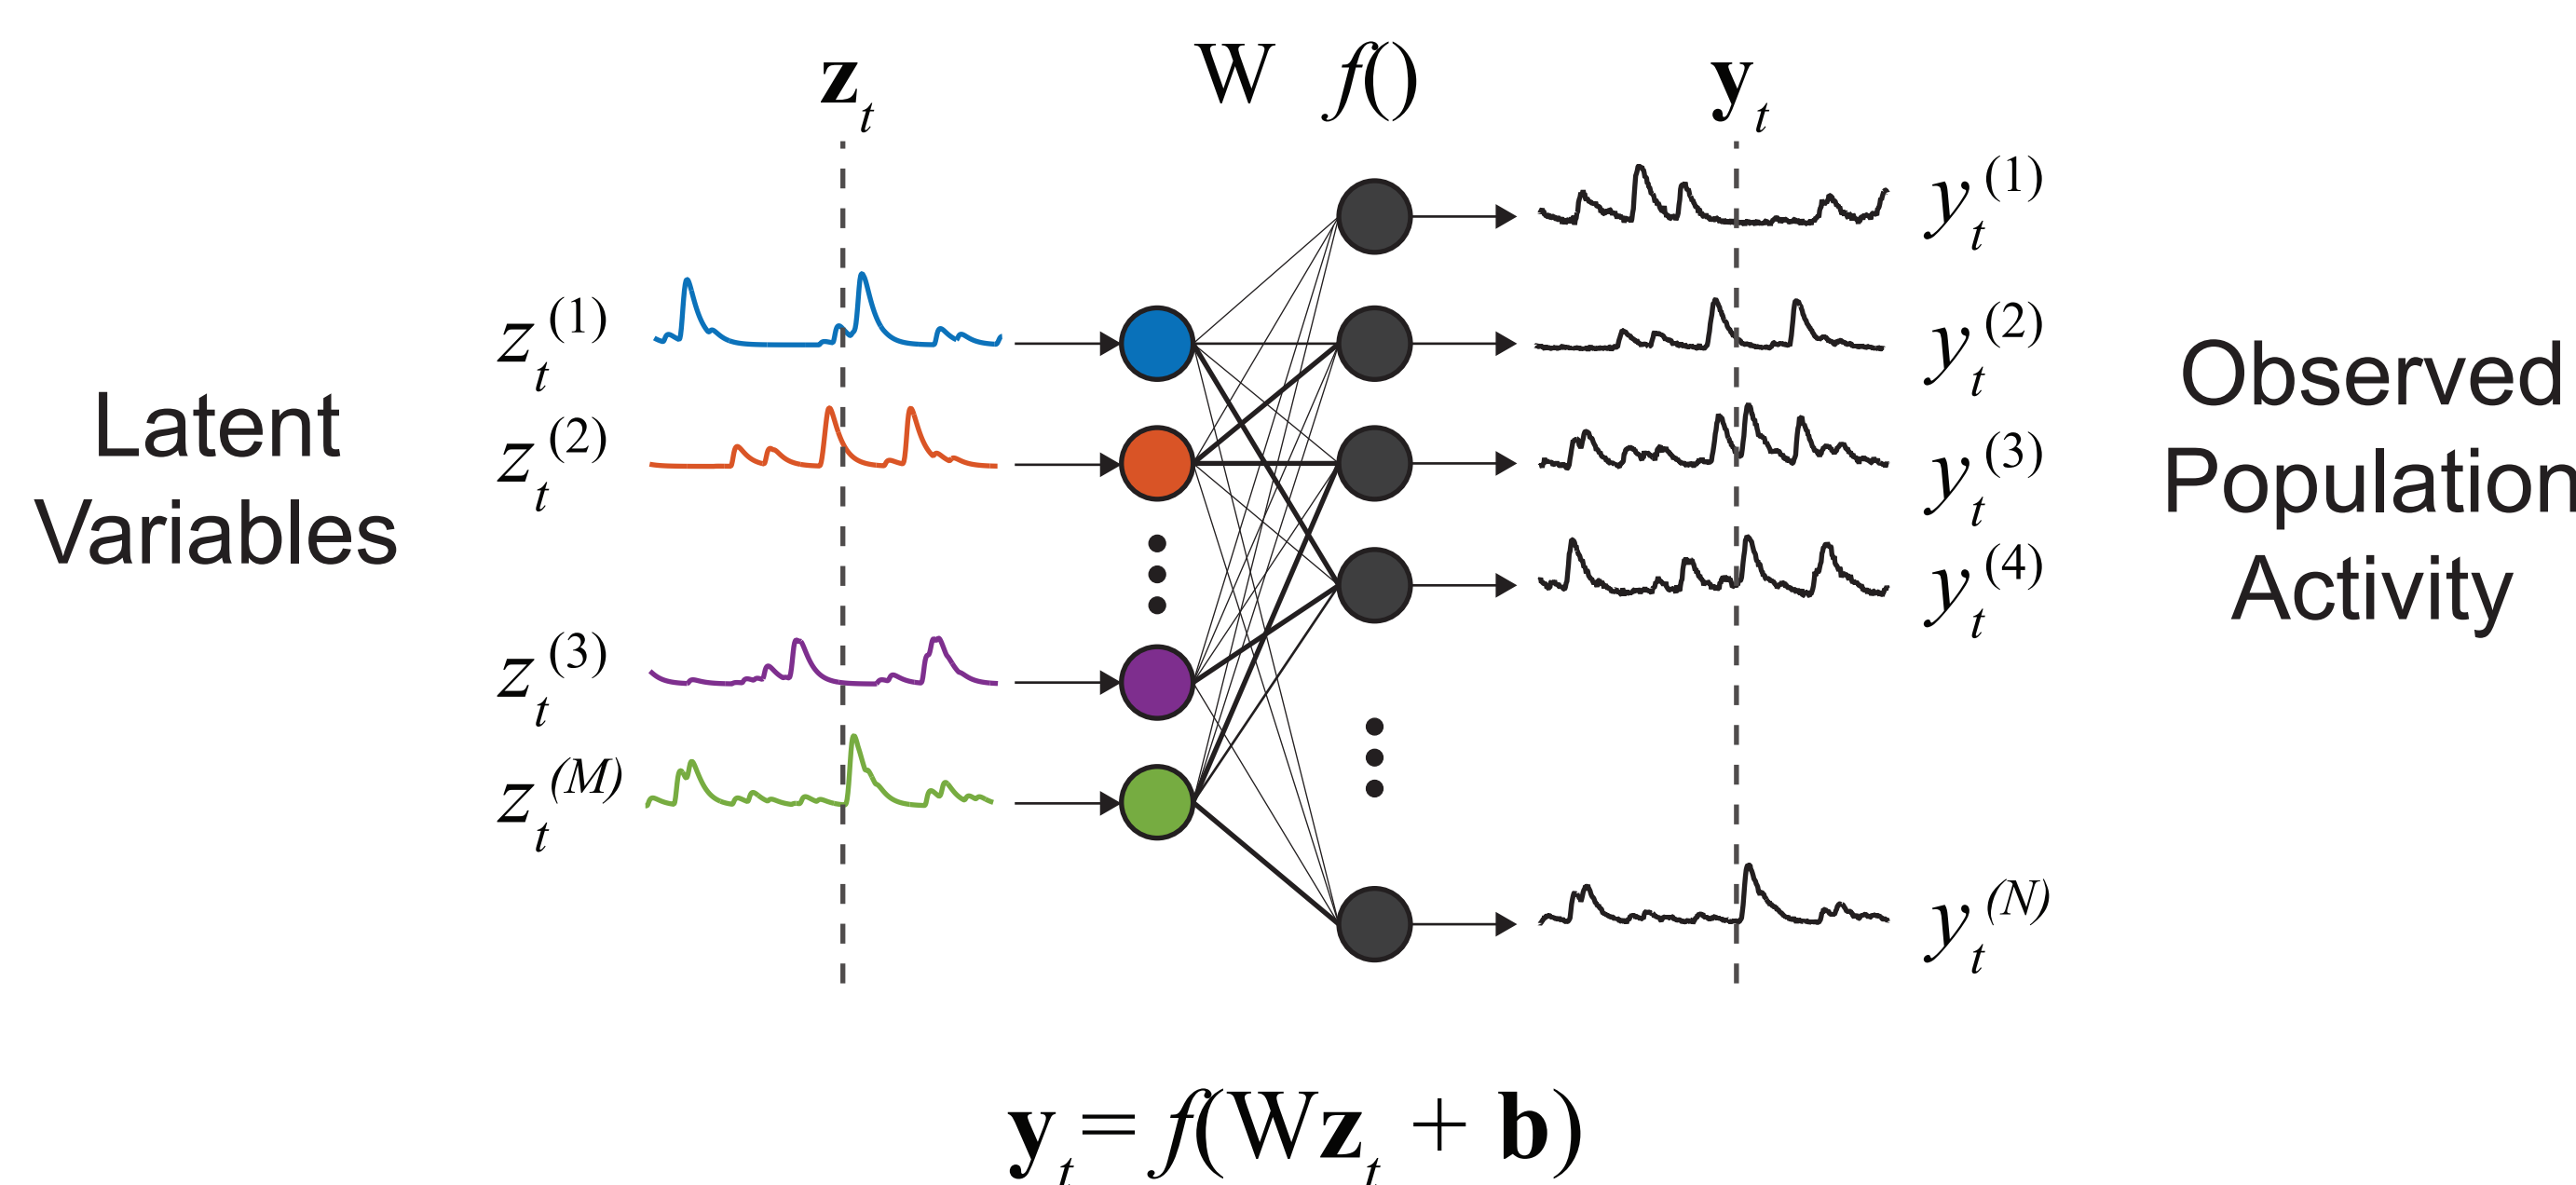 z_t W f() y_t
Latent
Variables
z_t^(1)
z_t^(2)
z_t^(3)
z_t^(M)
y_t^(1)
y_t^(2)
y_t^(3)
y_t^(4)
y_t^(N)
Observed
Population
Activity
y_t = f(Wz_t + b)